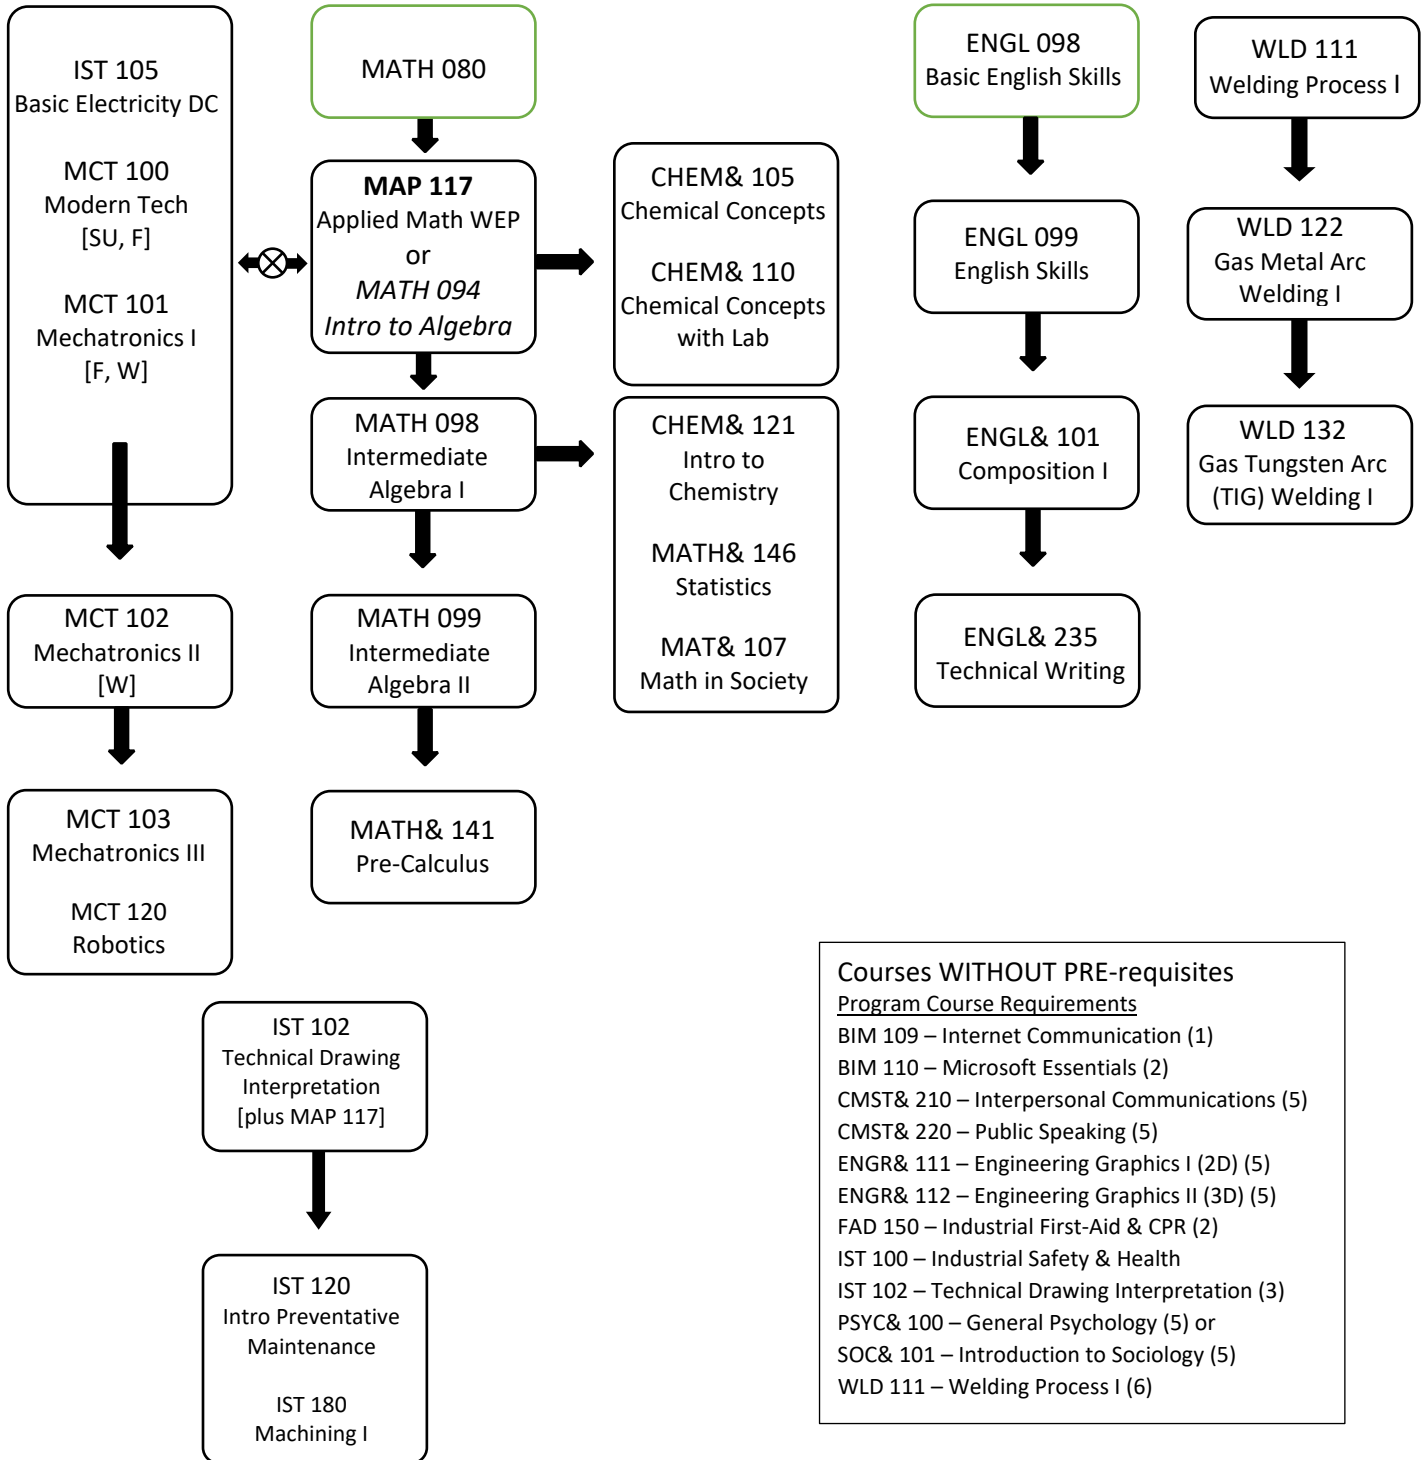 IST 105
Basic Electricity DC
MCT 100
Modern Tech
[SU, F]
MCT 101
Mechatronics I
[F, W]
MCT 102
Mechatronics II
[W]
MCT 103
Mechatronics III
MCT 120
Robotics
MATH 080
MAP 117
Applied Math WEP
or
MATH 094
Intro to Algebra
MATH 098
Intermediate
Algebra I
MATH 099
Intermediate
Algebra II
MATH& 141
Pre-Calculus
CHEM& 105
Chemical Concepts
CHEM& 110
Chemical Concepts
with Lab
CHEM& 121
Intro to
Chemistry
MATH& 146
Statistics
MAT& 107
Math in Society
ENGL 098
Basic English Skills
ENGL 099
English Skills
ENGL& 101
Composition I
ENGL& 235
Technical Writing
WLD 111
Welding Process l
WLD 122
Gas Metal Arc
Welding I
WLD 132
Gas Tungsten Arc
(TIG) Welding I
IST 102
Technical Drawing
Interpretation
[plus MAP 117]
IST 120
Intro Preventative
Maintenance
IST 180
Machining I
Courses WITHOUT PRE-requisites
Program Course Requirements
BIM 109 – Internet Communication (1)
BIM 110 – Microsoft Essentials (2)
CMST& 210 – Interpersonal Communications (5)
CMST& 220 – Public Speaking (5)
ENGR& 111 – Engineering Graphics I (2D) (5)
ENGR& 112 – Engineering Graphics II (3D) (5)
FAD 150 – Industrial First-Aid & CPR (2)
IST 100 – Industrial Safety & Health
IST 102 – Technical Drawing Interpretation (3)
PSYC& 100 – General Psychology (5) or
SOC& 101 – Introduction to Sociology (5)
WLD 111 – Welding Process I (6)